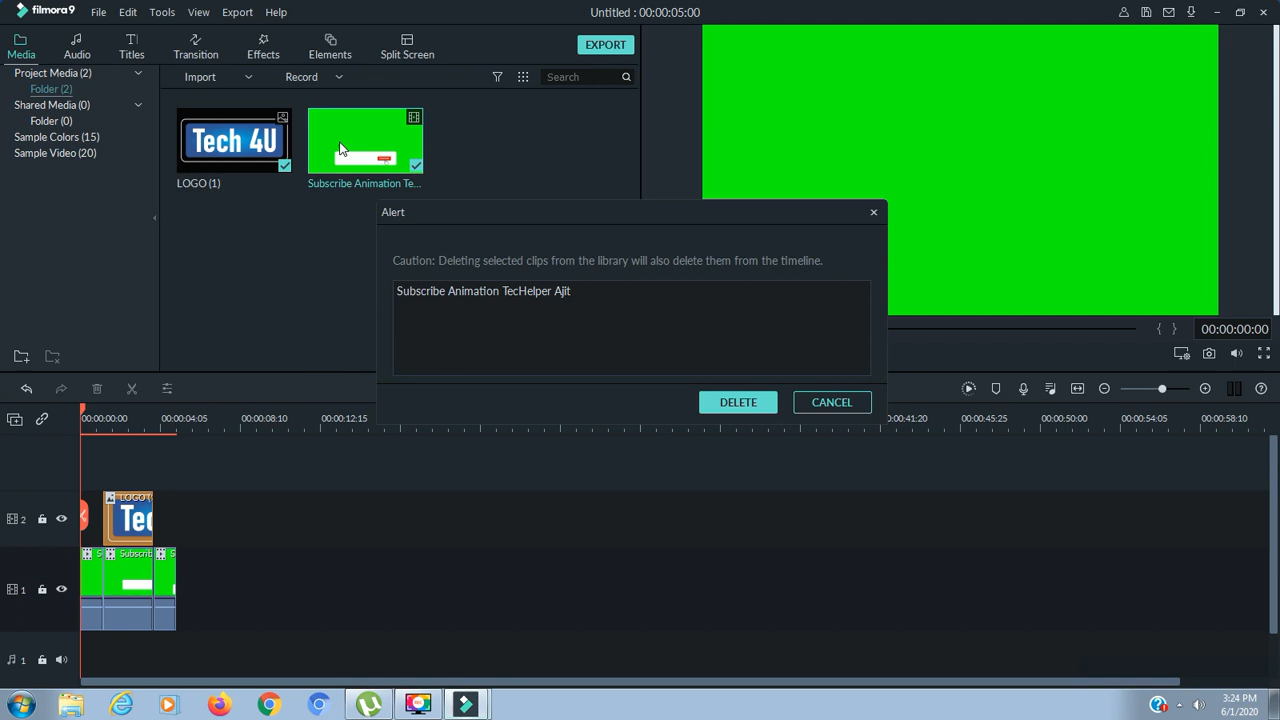 filmora9
File
Edit
Tools
View
Export
Help
Untitled : 00:00:05:00
Media
Audio
Titles
Transition
Effects
Elements
Split Screen
EXPORT
Project Media (2)
Folder (2)
Shared Media (0)
Folder (0)
Sample Colors (15)
Sample Video (20)
Import
Record
Search
Tech 4U
LOGO (1)
Subscribe Animation Te...
Alert
Caution: Deleting selected clips from the library will also delete them from the timeline.
Subscribe Animation TecHelper Ajit
DELETE
CANCEL
00:00:00:00
00:00:00:00
00:00:04:05
00:00:08:10
00:00:12:15
00:00:41:20
00:00:45:25
00:00:50:00
00:00:54:05
00:00:58:10
2
LOGO (
Tec
1
S
Subscrib
S
1
3:24 PM
6/1/2020